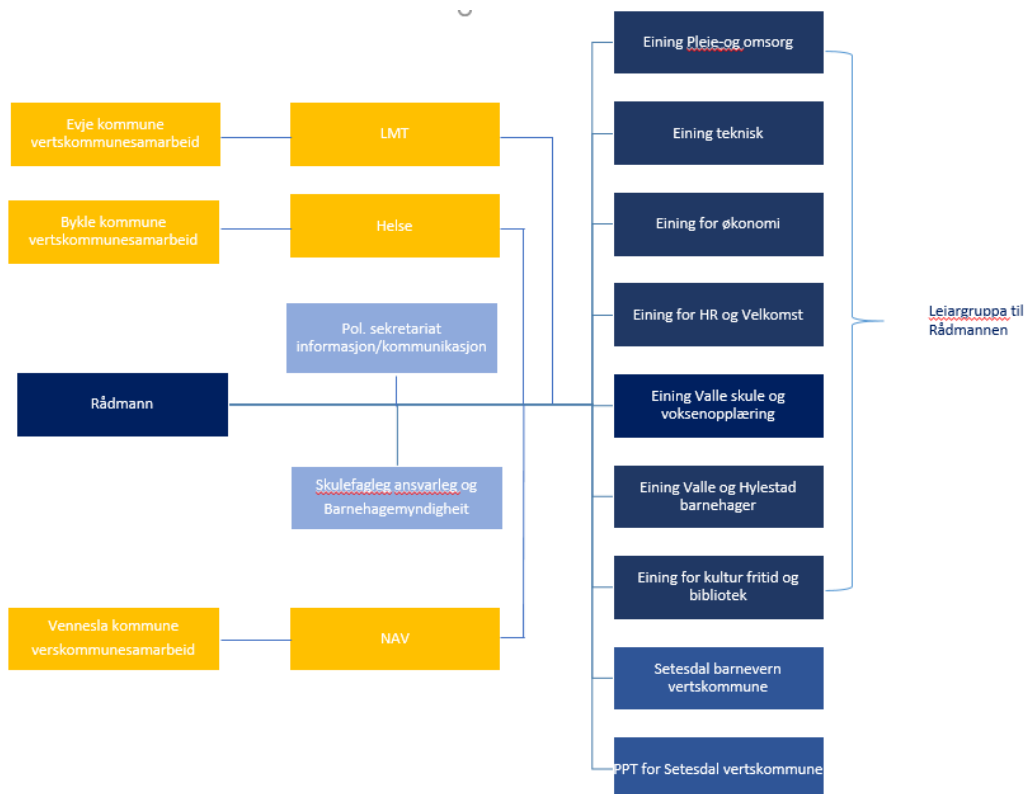 Eining Pleie-og omsorg
Evje kommune
vertskommunesamarbeid
LMT
Eining teknisk
Bykle kommune
vertskommunesamarbeid
Helse
Eining for økonomi
Pol. sekretariat
informasjon/kommunikasjon
Eining for HR og Velkomst
Leiargruppa til
Rådmannen
Rådmann
Eining Valle skule og
voksenopplæring
Skulefagleg ansvarleg og
Barnehagemyndigheit
Eining Valle og Hylestad
barnehager
Eining for kultur fritid og
bibliotek
Vennesla kommune
verskommunesamarbeid
NAV
Setesdal barnevern
vertskommune
PPT for Setesdal vertskommune